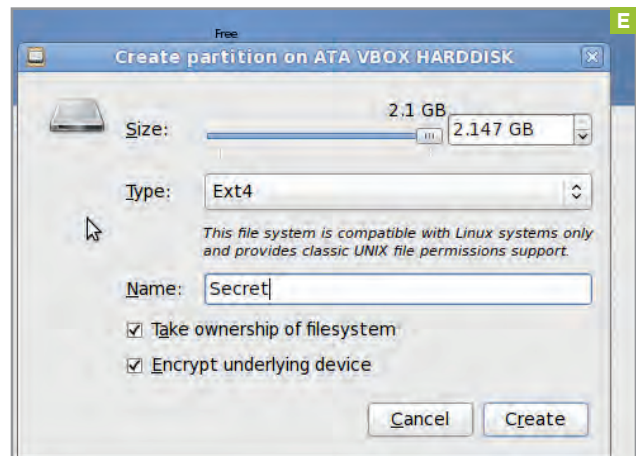 E
Free
Create partition on ATA VBOX HARDDISK
2.1 GB
Size: 2.147 GB
Type: Ext4
This file system is compatible with Linux systems only
and provides classic UNIX file permissions support.
Name: Secret
Take ownership of filesystem
Encrypt underlying device
Cancel Create